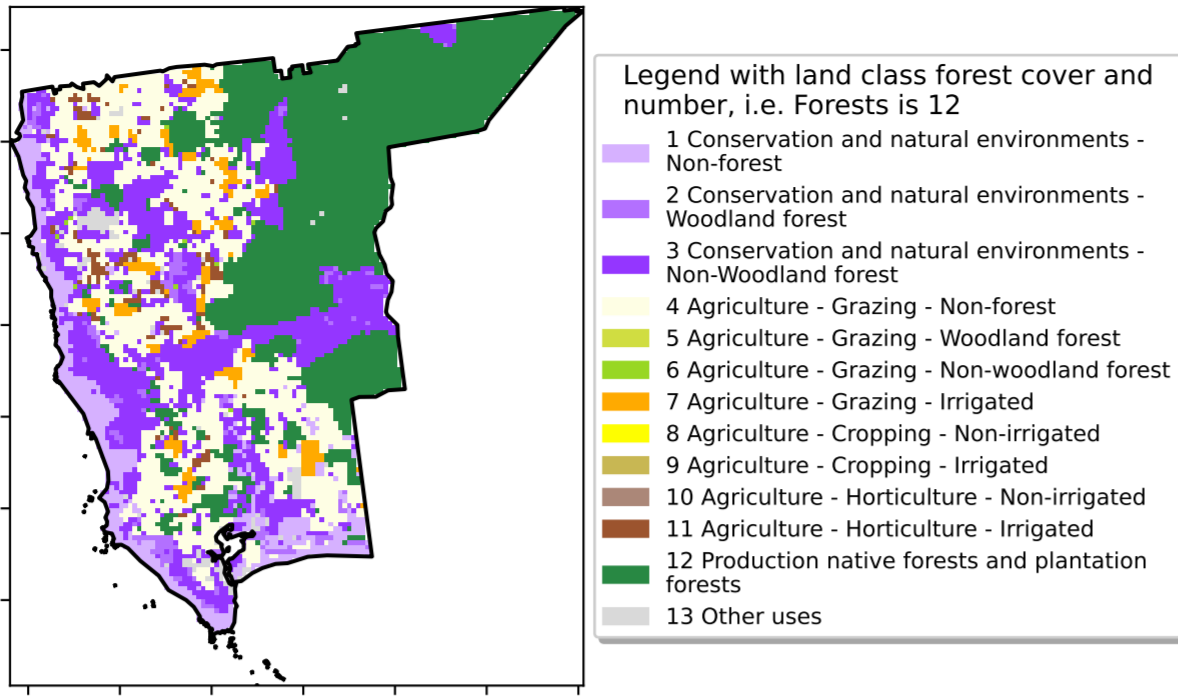 Legend with land class forest cover and
number, i.e. Forests is 12
1 Conservation and natural environments -
Non-forest
2 Conservation and natural environments -
Woodland forest
3 Conservation and natural environments -
Non-Woodland forest
4 Agriculture - Grazing - Non-forest
5 Agriculture - Grazing - Woodland forest
6 Agriculture - Grazing - Non-woodland forest
7 Agriculture - Grazing - Irrigated
8 Agriculture - Cropping - Non-irrigated
9 Agriculture - Cropping - Irrigated
10 Agriculture - Horticulture - Non-irrigated
11 Agriculture - Horticulture - Irrigated
12 Production native forests and plantation
forests
13 Other uses